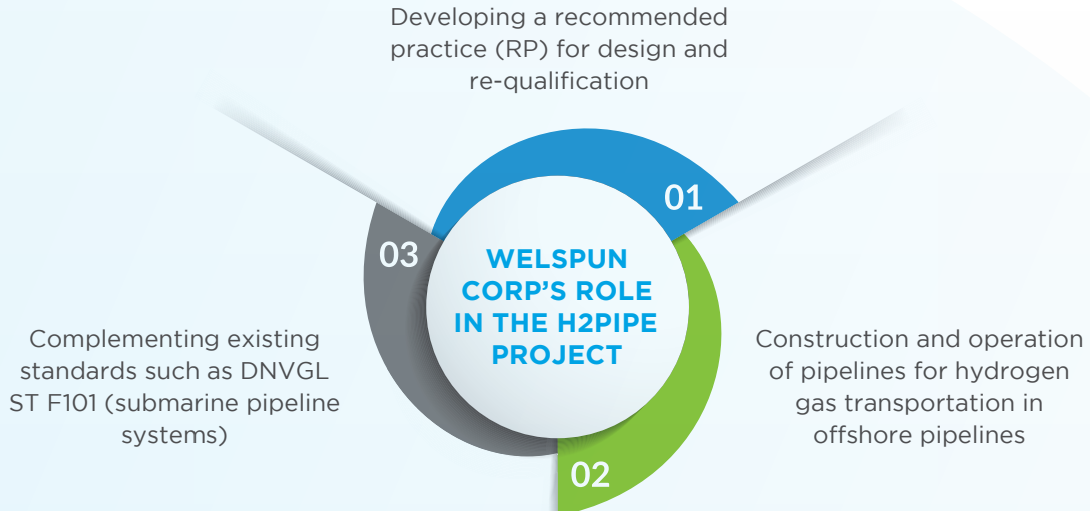 Developing a recommended
practice (RP) for design and
re-qualification
01
WELSPUN
CORP'S ROLE
IN THE H2PIPE
PROJECT
Construction and operation
of pipelines for hydrogen
gas transportation in
offshore pipelines
02
03
Complementing existing
standards such as DNVGL
ST F101 (submarine pipeline
systems)